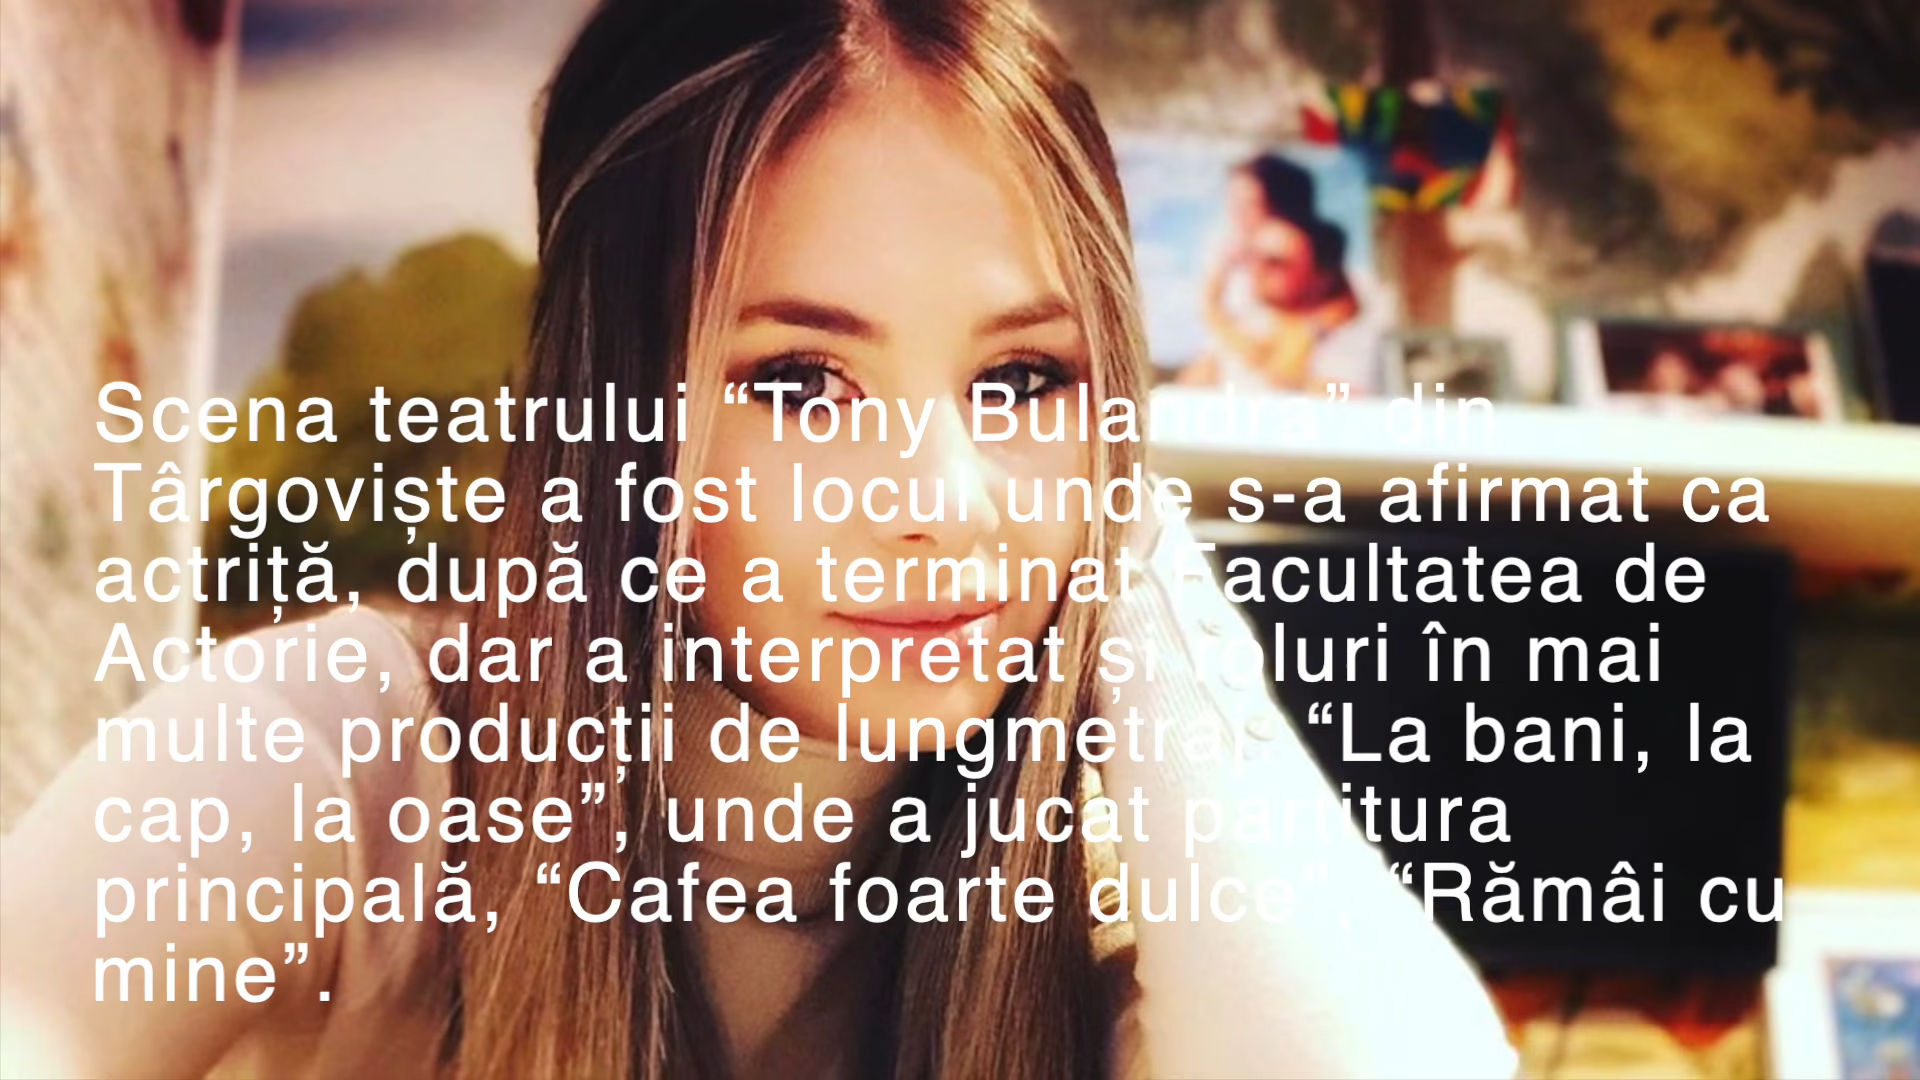 Scena teatrului “Tony Bulandra” din
Târgoviște a fost locul unde s-a afirmat ca
actriță, după ce a terminat Facultatea de
Actorie, dar a interpretat și roluri în mai
multe producții de lungmetraj: “La bani, la
cap, la oase”, unde a jucat partitura
principală, “Cafea foarte dulce”, “Rămâi cu
mine”.